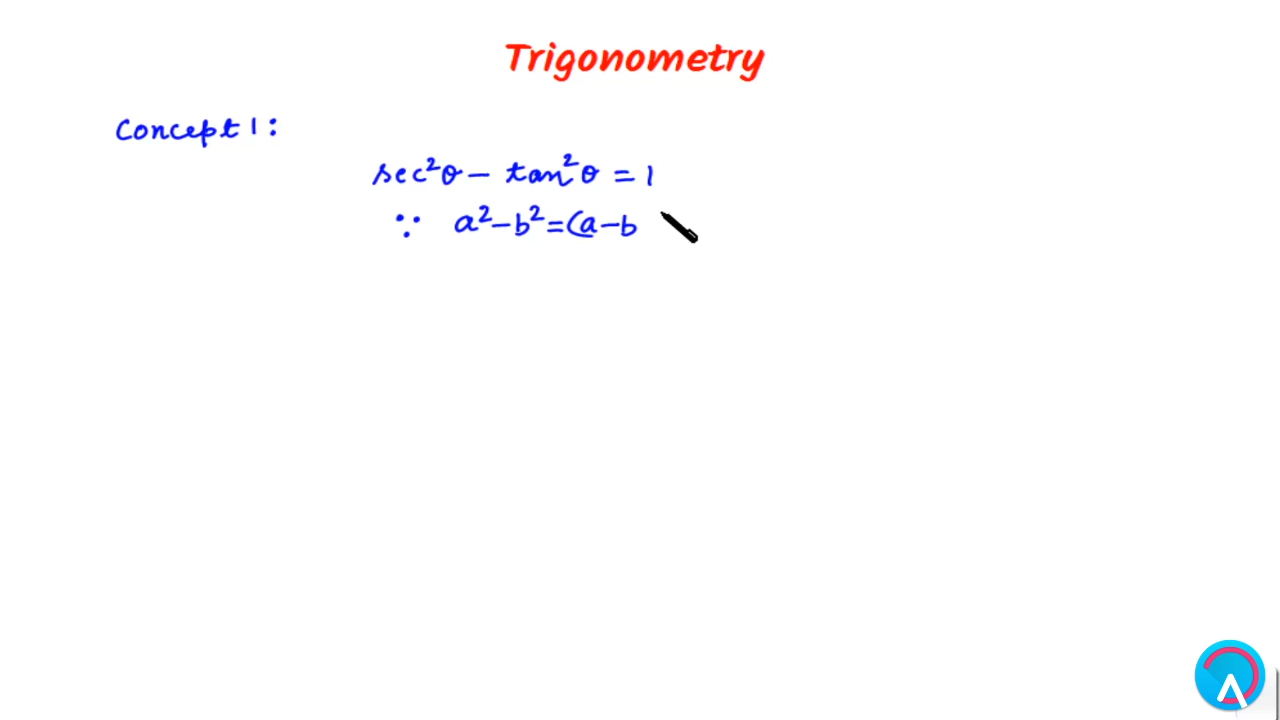 Trigonometry
Concept 1:
sec²θ – tan²θ = 1
∵ a² – b² = (a – b